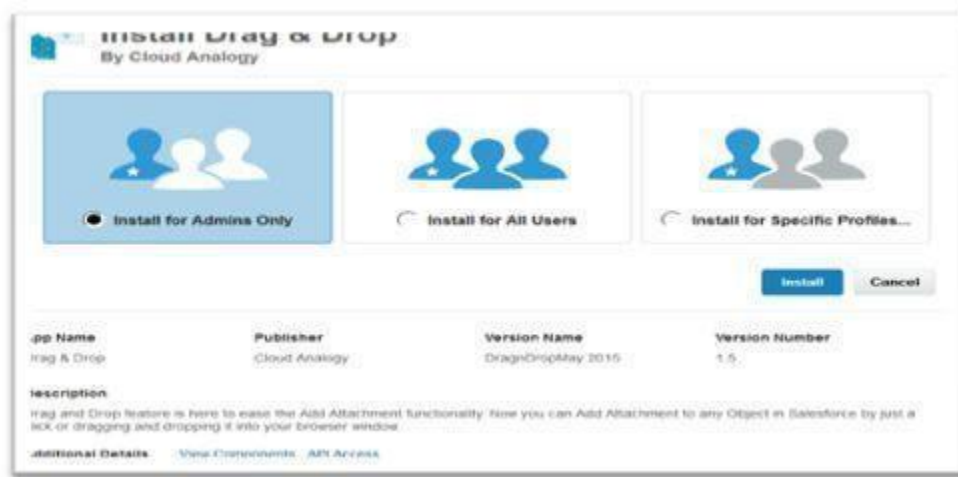 Install Drag & Drop
By Cloud Analogy
Install for Admins Only
Install for All Users
Install for Specific Profiles...
Install
Cancel
pp Name
Publisher
Version Name
Version Number
rag & Drop
Cloud Analogy
DragnDropMay 2015
1.5
escription
rag and Drop feature is here to ease the Add Attachment functionality. Now you can Add Attachment to any Object in Salesforce by just a
lick or dragging and dropping it into your browser window
dditional Details
View Components
API Access